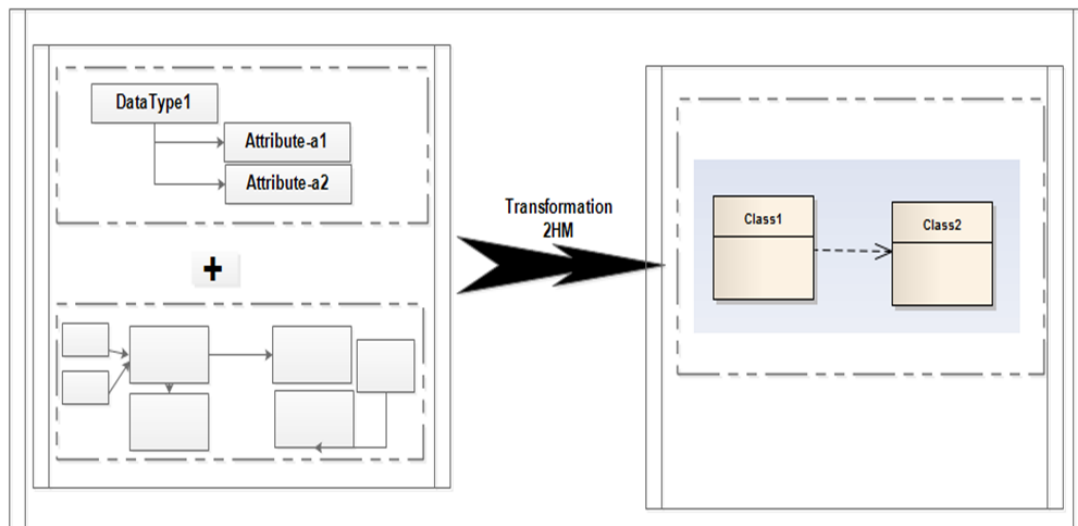 DataType1
Attribute-a1
Attribute-a2
+
Transformation
2HM
Class1
Class2